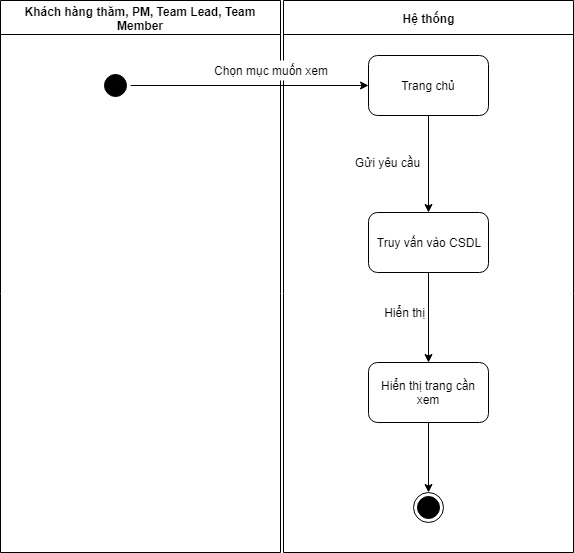 Khách hàng thăm, PM, Team Lead, Team
Member
Hệ thống
Chọn mục muốn xem
Trang chủ
Gửi yêu cầu
Truy vấn vào CSDL
Hiển thị
Hiển thị trang cần
xem